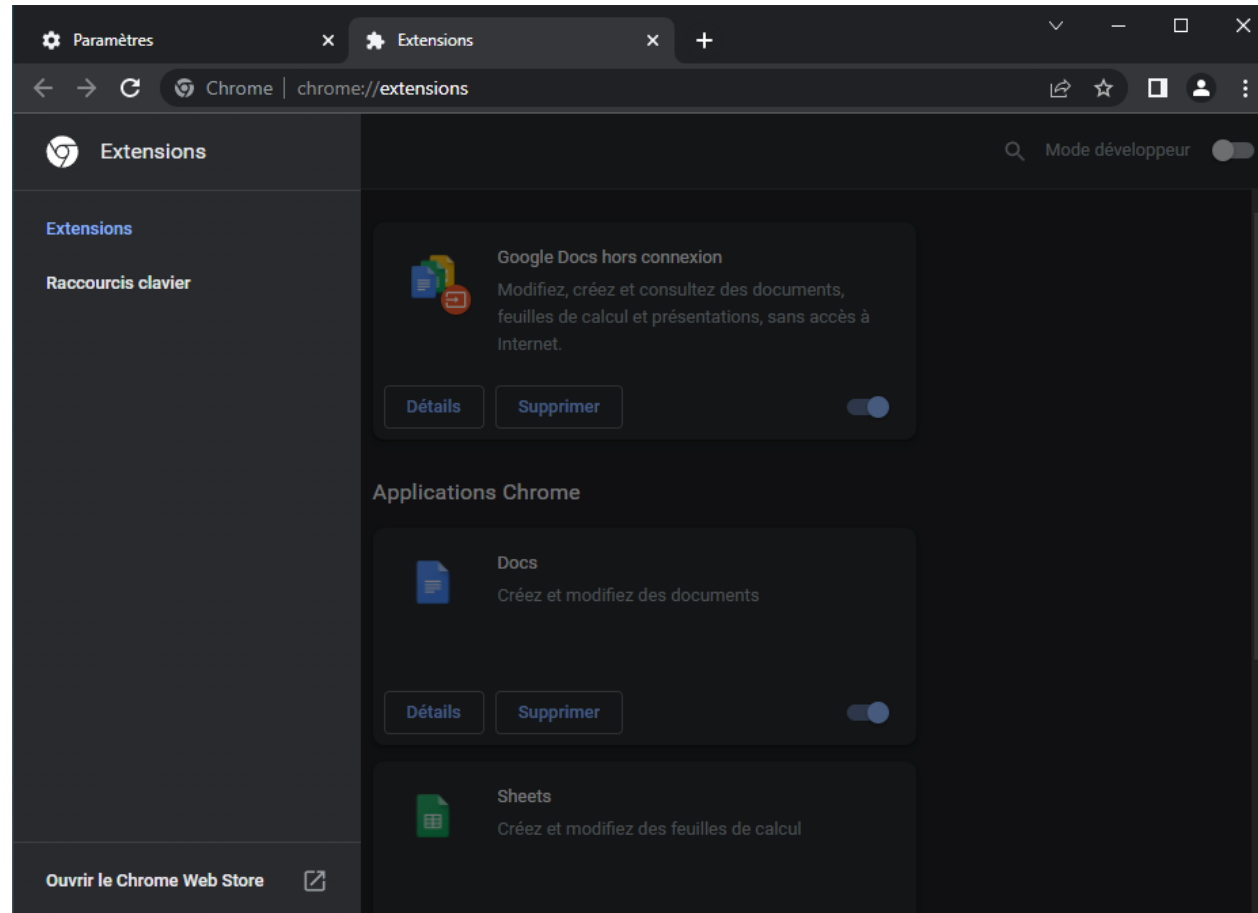 Paramètres
Extensions
Chrome | chrome://extensions
Extensions
Mode développeur
Extensions
Raccourcis clavier
Google Docs hors connexion
Modifiez, créez et consultez des documents,
feuilles de calcul et présentations, sans accès à
Internet.
Détails
Supprimer
Applications Chrome
Docs
Créez et modifiez des documents
Détails
Supprimer
Sheets
Créez et modifiez des feuilles de calcul
Ouvrir le Chrome Web Store